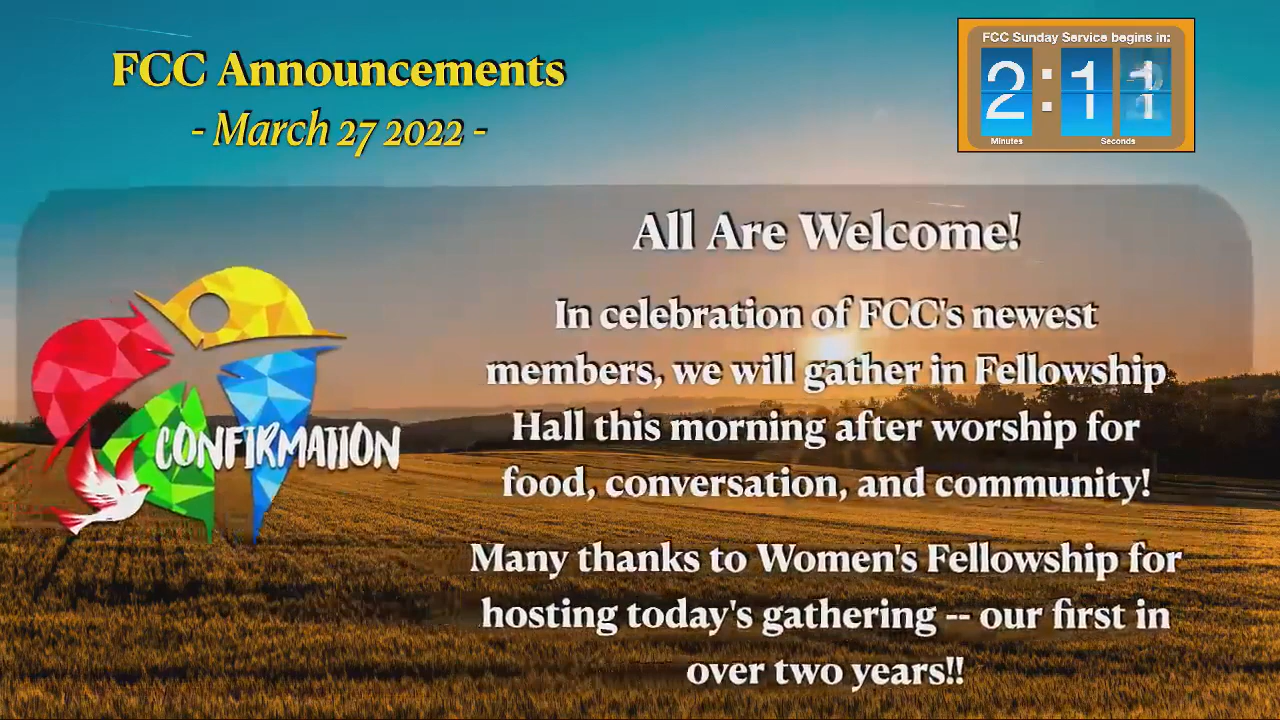 FCC Announcements
- March 27 2022 -
FCC Sunday Service begins in:
2:11
Minutes Seconds
All Are Welcome!
In celebration of FCC's newest
members, we will gather in Fellowship
Hall this morning after worship for
food, conversation, and community!
CONFIRMATION
Many thanks to Women's Fellowship for
hosting today's gathering -- our first in
over two years!!